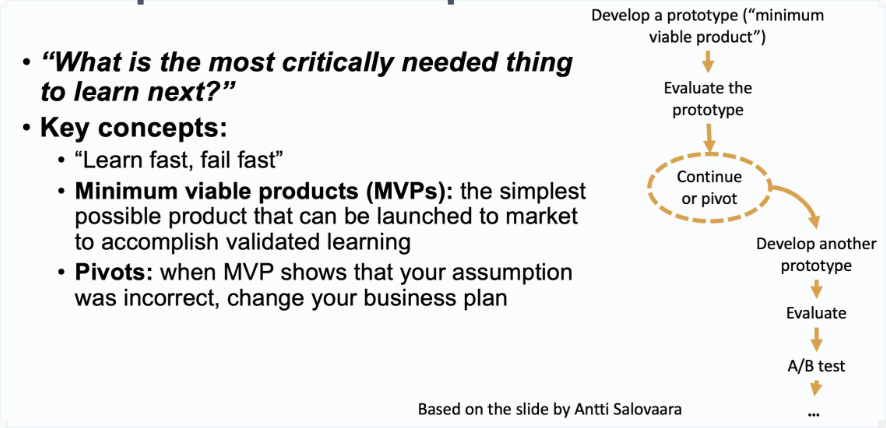 • “What is the most critically needed thing
to learn next?”
• Key concepts:
• “Learn fast, fail fast”
• Minimum viable products (MVPs): the simplest
possible product that can be launched to market
to accomplish validated learning
• Pivots: when MVP shows that your assumption
was incorrect, change your business plan
Develop a prototype (“minimum
viable product”)
Evaluate the
prototype
Continue
or pivot
Develop another
prototype
Evaluate
A/B test
...
Based on the slide by Antti Salovaara